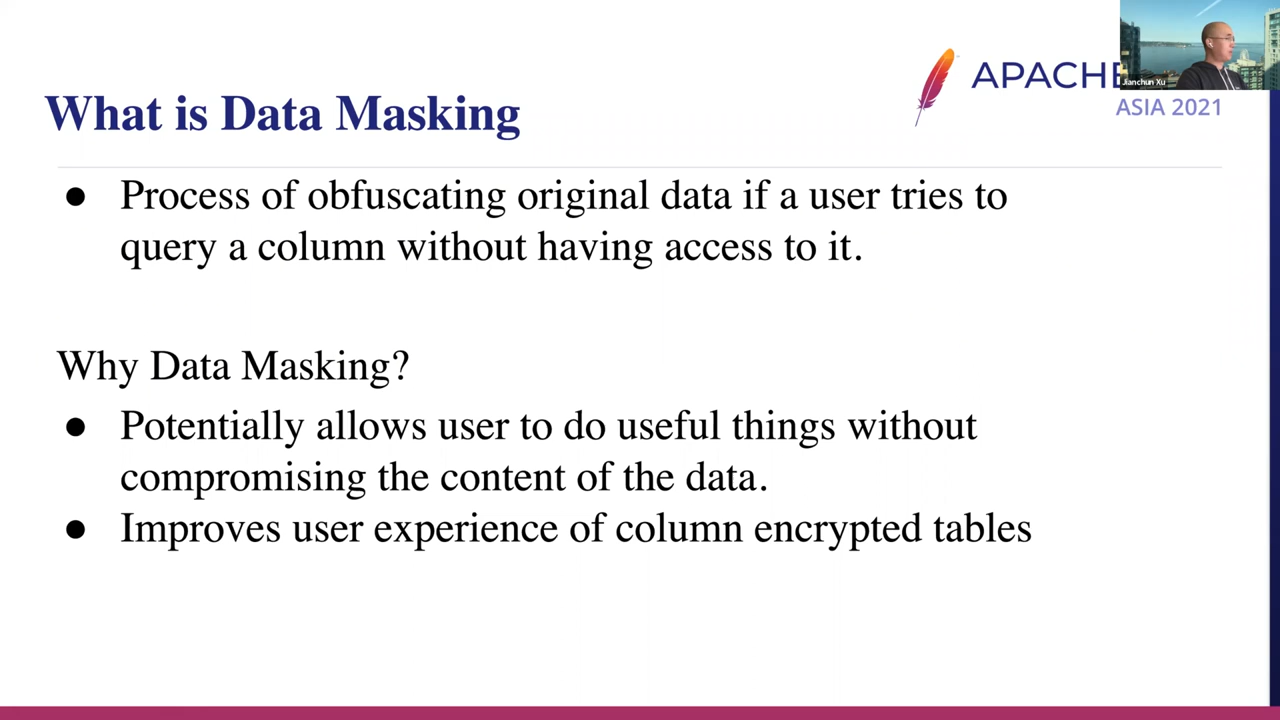 Jianchun Xu
APACHE
ASIA 2021
What is Data Masking
● Process of obfuscating original data if a user tries to
query a column without having access to it.
Why Data Masking?
● Potentially allows user to do useful things without
compromising the content of the data.
● Improves user experience of column encrypted tables